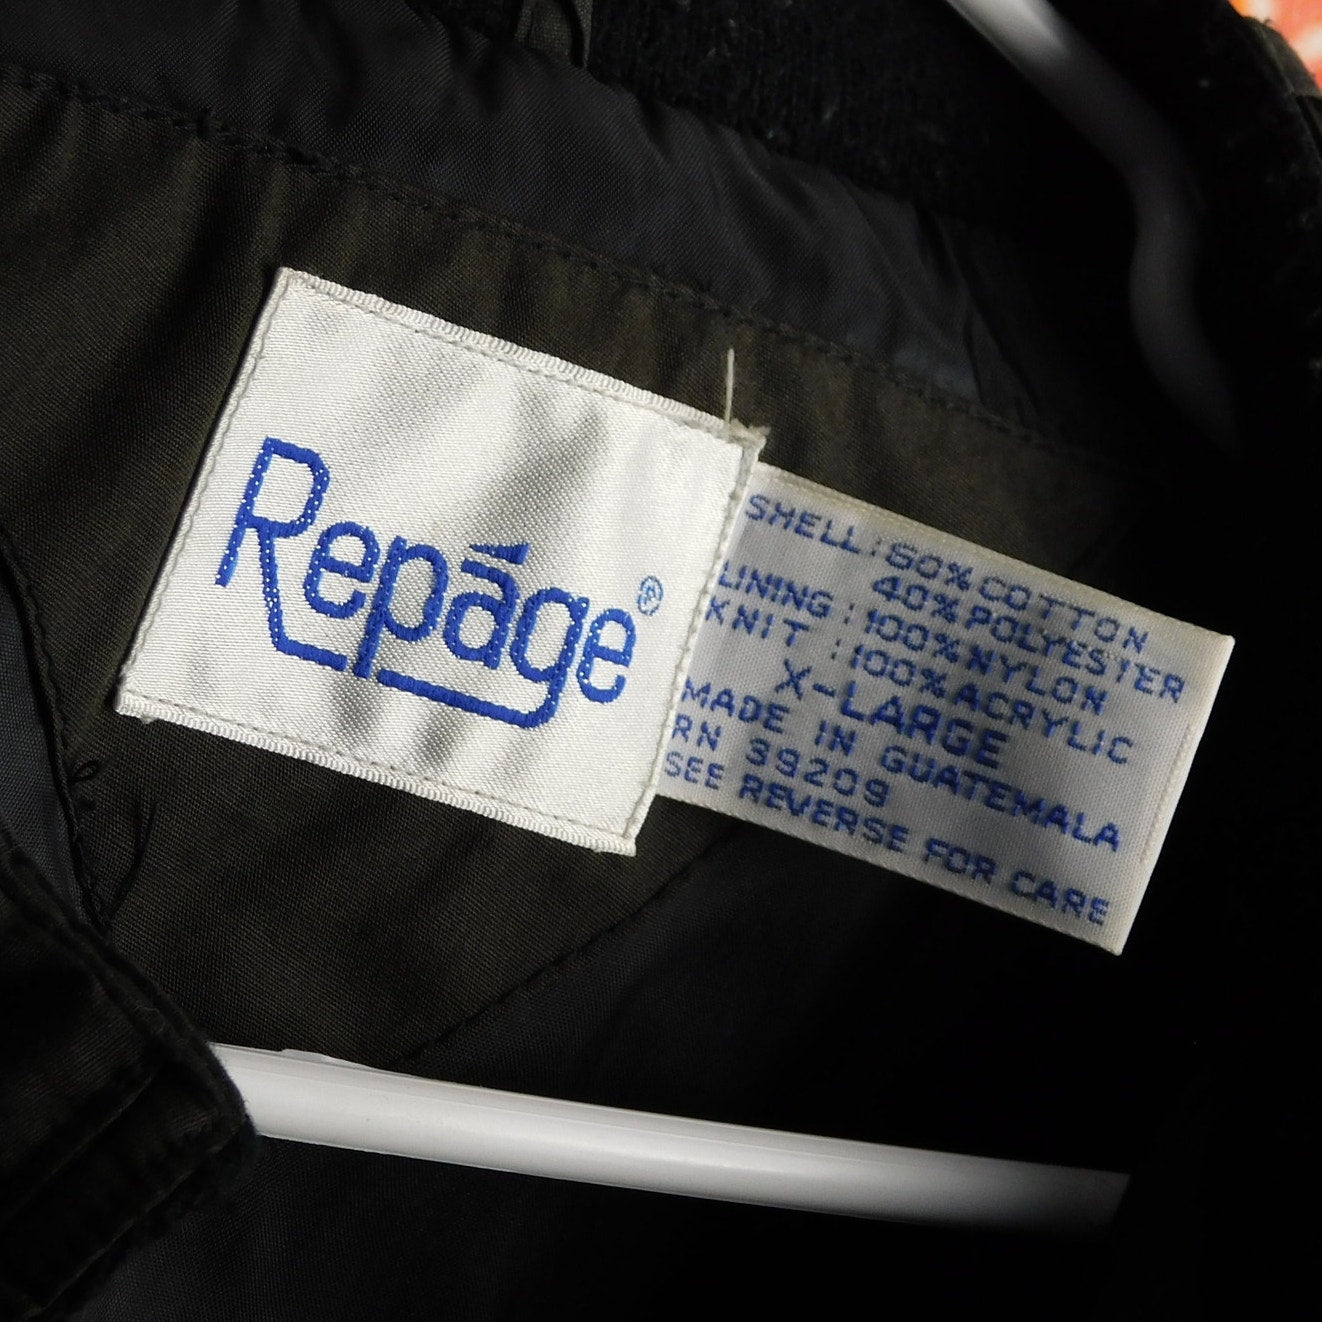 Repāge®
SHELL: 60% COTTON
40% POLYESTER
LINING: 100% NYLON
KNIT: 100% ACRYLIC
X-LARGE
MADE IN GUATEMALA
RN 39209
SEE REVERSE FOR CARE